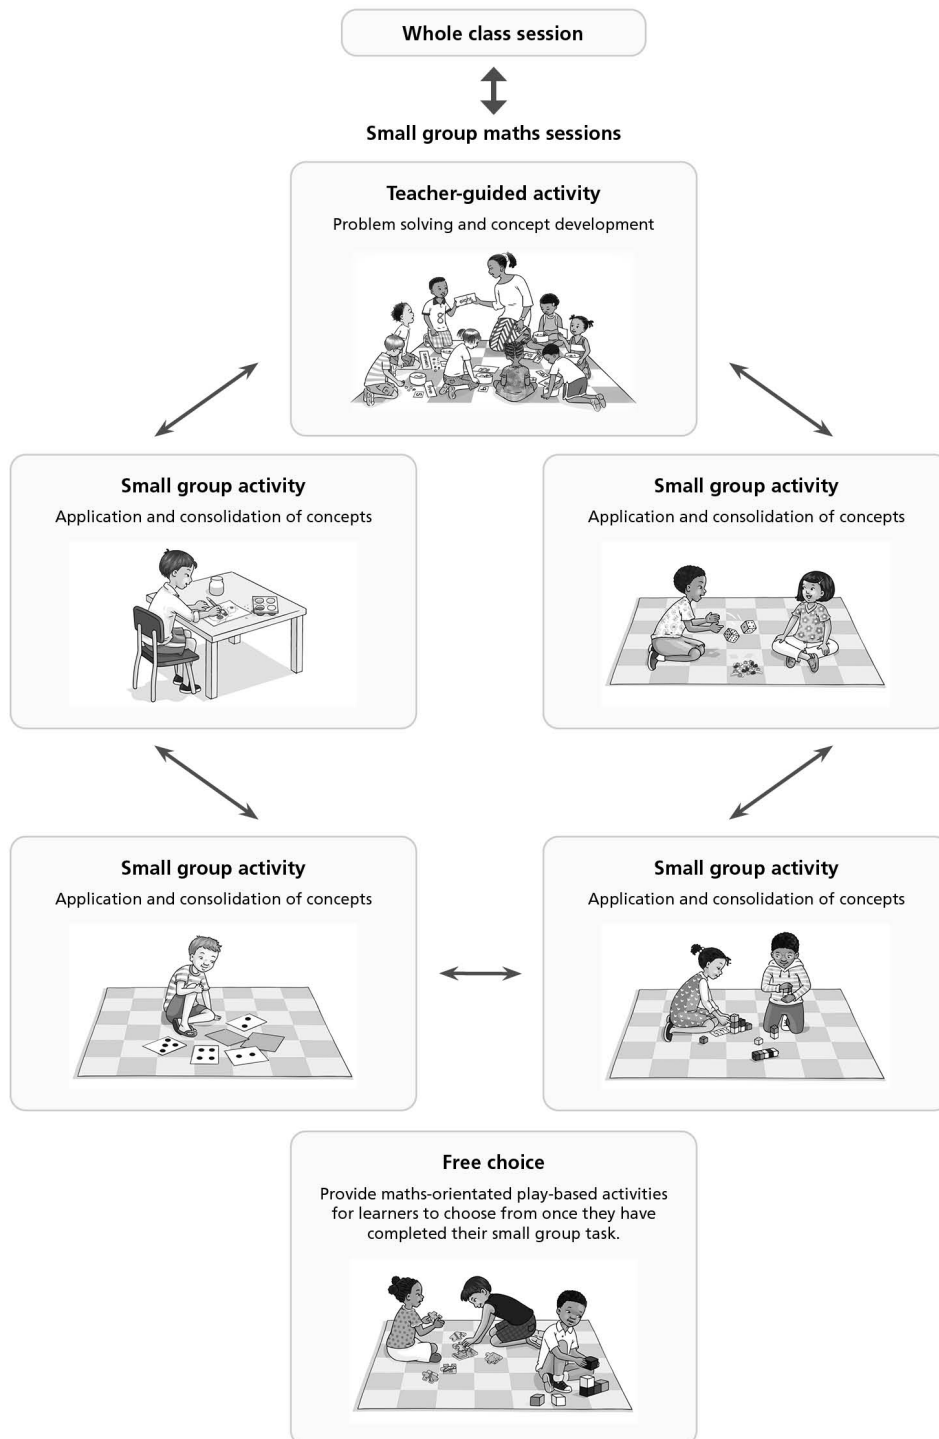 Whole class session
Small group maths sessions
Teacher-guided activity
Problem solving and concept development
Small group activity
Application and consolidation of concepts
Small group activity
Application and consolidation of concepts
Small group activity
Application and consolidation of concepts
Small group activity
Application and consolidation of concepts
Free choice
Provide maths-orientated play-based activities
for learners to choose from once they have
completed their small group task.